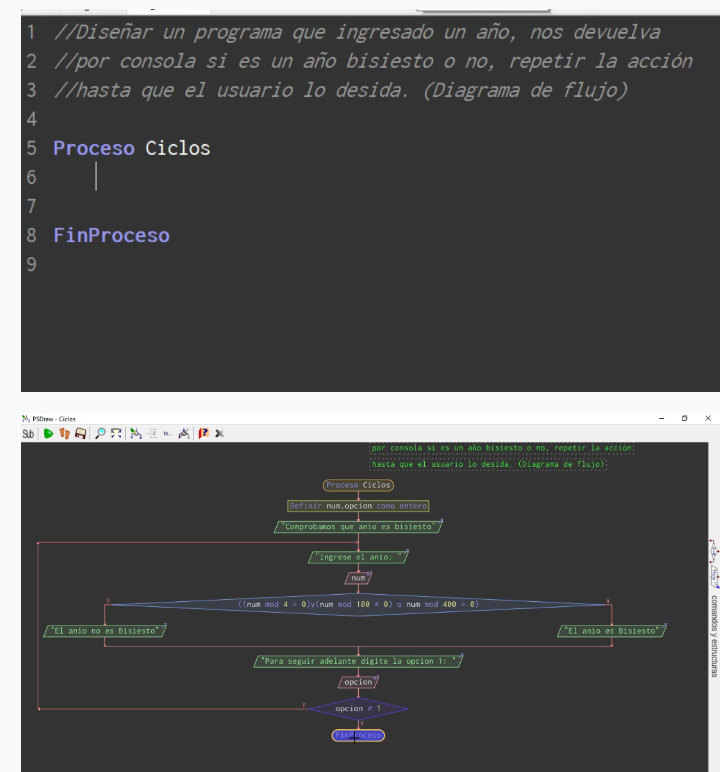 1 //Diseñar un programa que ingresado un año, nos devuelva
2 //por consola si es un año bisiesto o no, repetir la acción
3 //hasta que el usuario lo desida. (Diagrama de flujo)
4
5 Proceso Ciclos
6
7
8 FinProceso
9
PSDraw - Ciclos
Sub
por consola si es un año bisiesto o no, repetir la acción
hasta que el usuario lo desida. (Diagrama de flujo)
Proceso Ciclos
Definir num,opcion como entero
"Comprobamos que anio es bisiesto"
"Ingrese el anio: "
num
F ((num mod 4 = 0)y(num mod 100 ≠ 0) o num mod 400 = 0) V
"El anio no es Bisiesto" "El anio es Bisiesto"
"Para seguir adelante digite la opcion 1: "
opcion
F opcion ≠ 1
V
FinProceso
comandos y estructuras